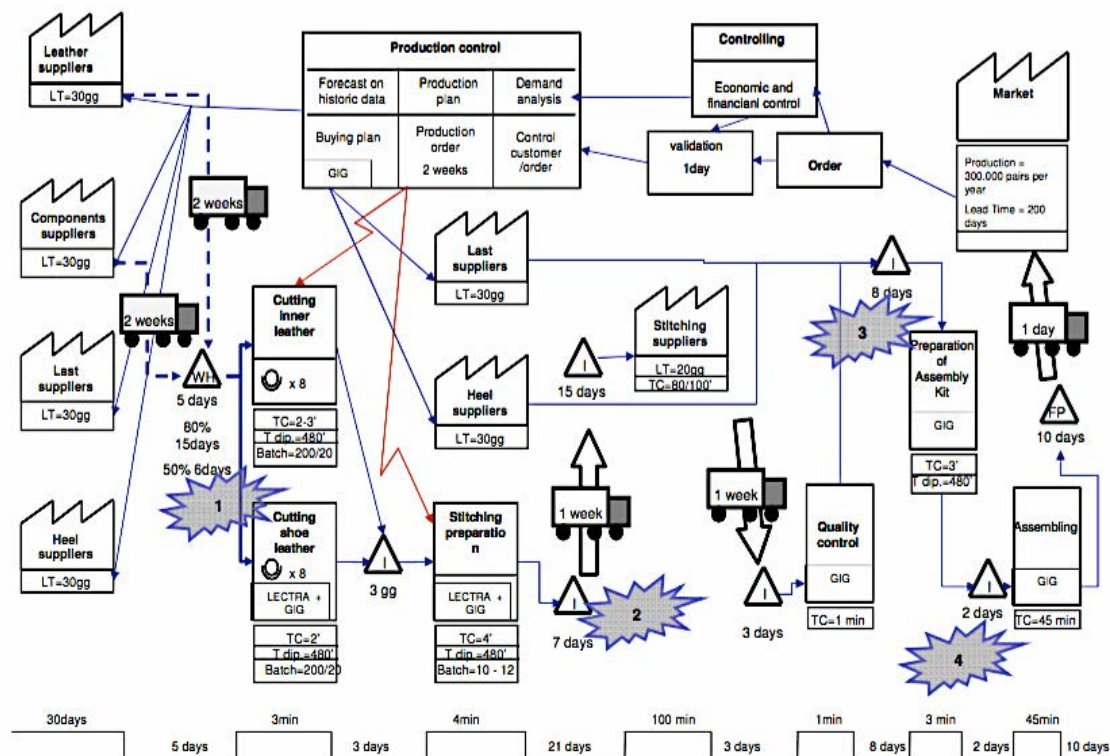 Leather
suppliers
LT=30gg
Production control
Forecast on
historic data
Production
plan
Demand
analysis
Buying plan
GIG
Production
order
2 weeks
Control
customer
/order
Controlling
Economic and
financianl control
validation
1day
Order
Market
Production =
300.000 pairs per
year
Lead Time = 200
days
2 weeks
Components
suppliers
LT=30gg
2 weeks
Last
suppliers
LT=30gg
Heel
suppliers
LT=30gg
WH
5 days
80%
15days
50% 6days
1
Cutting
inner
leather
x 8
TC=2-3'
T dip.=480'
Batch=200/20
Cutting
shoe
leather
x 8
LECTRA +
GIG
TC=2'
T dip.=480'
Batch=200/20
I
3 gg
Last
suppliers
LT=30gg
Heel
suppliers
LT=30gg
Stitching
preparatio
n
LECTRA +
GIG
TC=4'
T dip.=480'
Batch=10 - 12
I
7 days
2
1 week
I
15 days
Stitching
suppliers
LT=20gg
TC=80/100'
1 week
I
3 days
Quality
control
GIG
TC=1 min
3
I
8 days
Preparation
of
Assembly
Kit
GIG
TC=3'
T dip.=480'
I
2 days
4
Assembling
GIG
TC=45 min
1 day
FP
10 days
30days
5 days
3min
3 days
4min
21 days
100 min
3 days
1min
8 days
3 min
2 days
45min
10 days